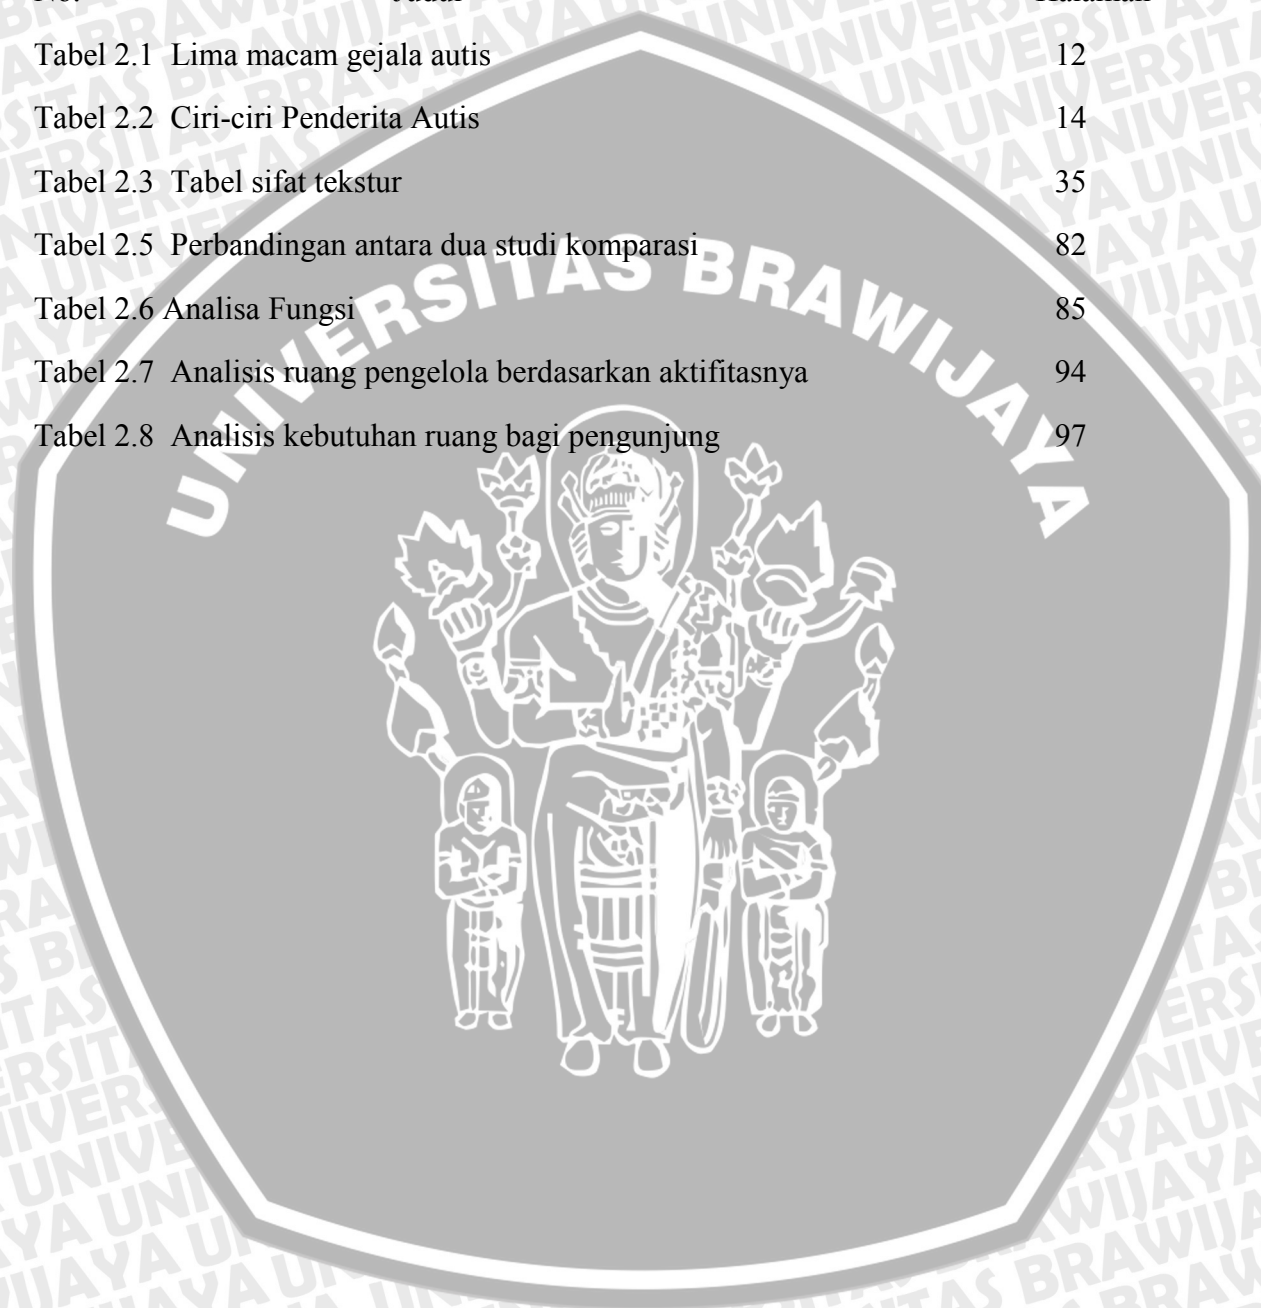 No. Judul Halaman
Tabel 2.1 Lima macam gejala autis 12
Tabel 2.2 Ciri-ciri Penderita Autis 14
Tabel 2.3 Tabel sifat tekstur 35
Tabel 2.5 Perbandingan antara dua studi komparasi 82
Tabel 2.6 Analisa Fungsi 85
Tabel 2.7 Analisis ruang pengelola berdasarkan aktifitasnya 94
Tabel 2.8 Analisis kebutuhan ruang bagi pengunjung 97
UNIVERSITAS BRAWIJAYA